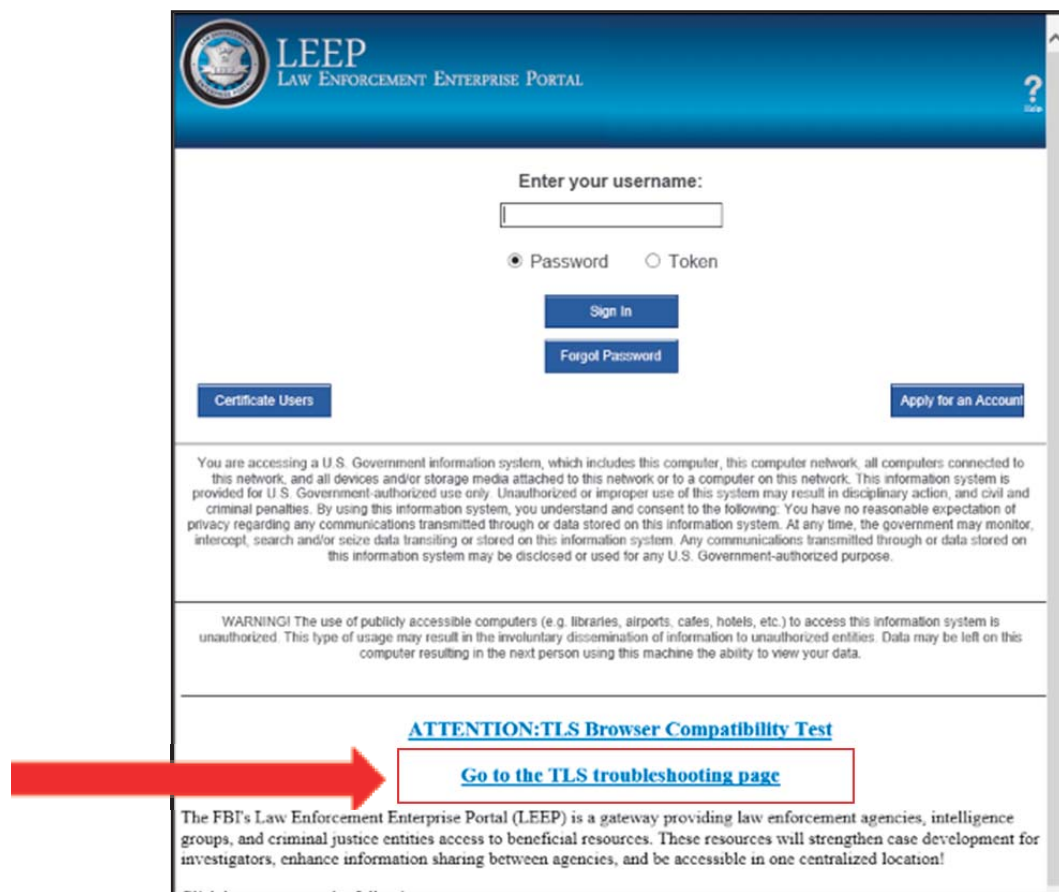 LEEP
LAW ENFORCEMENT ENTERPRISE PORTAL
?
Help
Enter your username:
Password Token
Sign In
Forgot Password
Certificate Users Apply for an Account
You are accessing a U.S. Government information system, which includes this computer, this computer network, all computers connected to
this network, and all devices and/or storage media attached to this network or to a computer on this network. This information system is
provided for U.S. Government-authorized use only. Unauthorized or improper use of this system may result in disciplinary action, and civil and
criminal penalties. By using this information system, you understand and consent to the following: You have no reasonable expectation of
privacy regarding any communications transmitted through or data stored on this information system. At any time, the government may monitor,
intercept, search and/or seize data transiting or stored on this information system. Any communications transmitted through or data stored on
this information system may be disclosed or used for any U.S. Government-authorized purpose.
WARNING! The use of publicly accessible computers (e.g. libraries, airports, cafes, hotels, etc.) to access this information system is
unauthorized. This type of usage may result in the involuntary dissemination of information to unauthorized entities. Data may be left on this
computer resulting in the next person using this machine the ability to view your data.
ATTENTION:TLS Browser Compatibility Test
Go to the TLS troubleshooting page
The FBI's Law Enforcement Enterprise Portal (LEEP) is a gateway providing law enforcement agencies, intelligence
groups, and criminal justice entities access to beneficial resources. These resources will strengthen case development for
investigators, enhance information sharing between agencies, and be accessible in one centralized location!